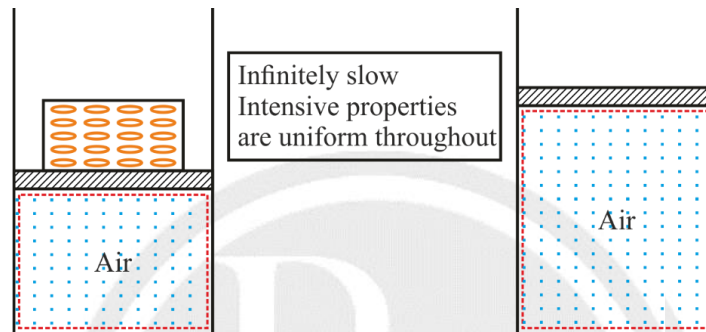 Infinitely slow
Intensive properties
are uniform throughout
Air
Air